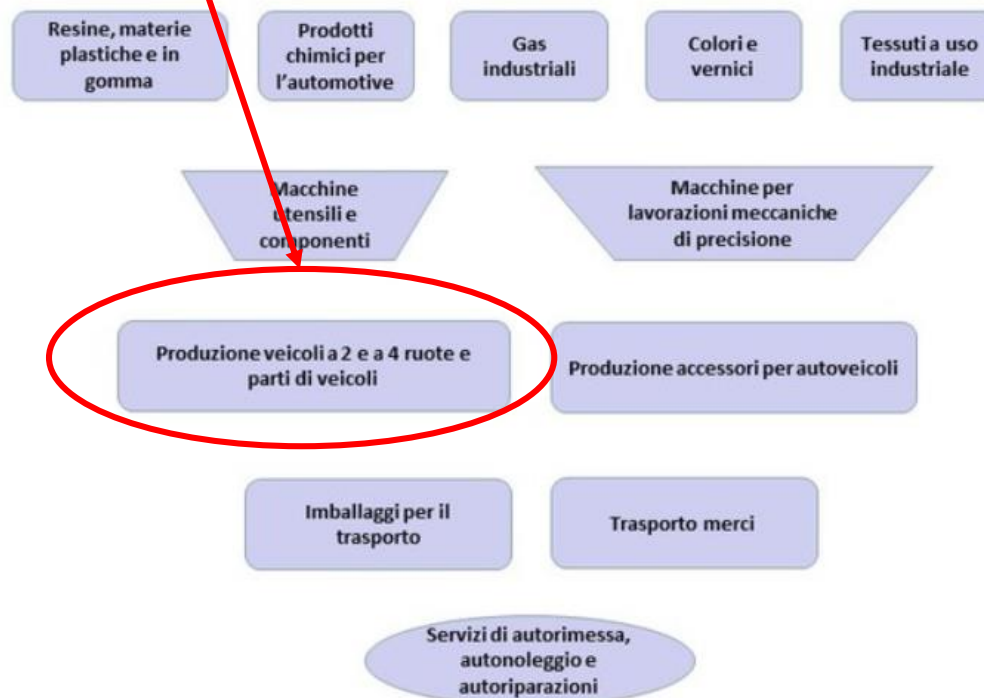 Resine, materie
plastiche e in
gomma
Prodotti
chimici per
l'automotive
Gas
industriali
Colori e
vernici
Tessuti a uso
industriale
Macchine
utensili e
componenti
Macchine per
lavorazioni meccaniche
di precisione
Produzione veicoli a 2 e a 4 ruote e
parti di veicoli
Produzione accessori per autoveicoli
Imballaggi per il
trasporto
Trasporto merci
Servizi di autorimessa,
autonoleggio e
autoriparazioni